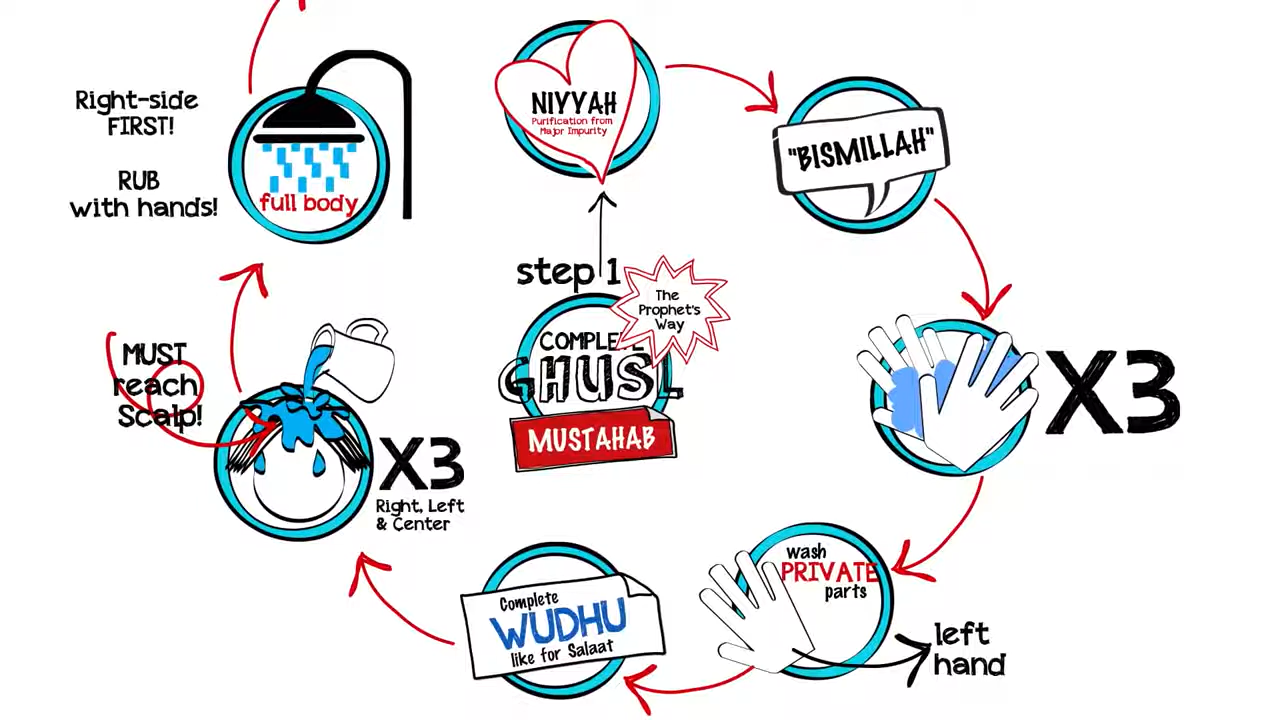 NIYYAH
Purification from
Major Impurity
"BISMILLAH"
X3
wash
PRIVATE
parts
left
hand
Complete
WUDHU
like for Salaat
X3
Right, Left
& Center
MUST
reach
Scalp!
full body
Right-side
FIRST!
RUB
with hands!
step 1
The
Prophet's
Way
COMPLETE
GHUSL
MUSTAHAB